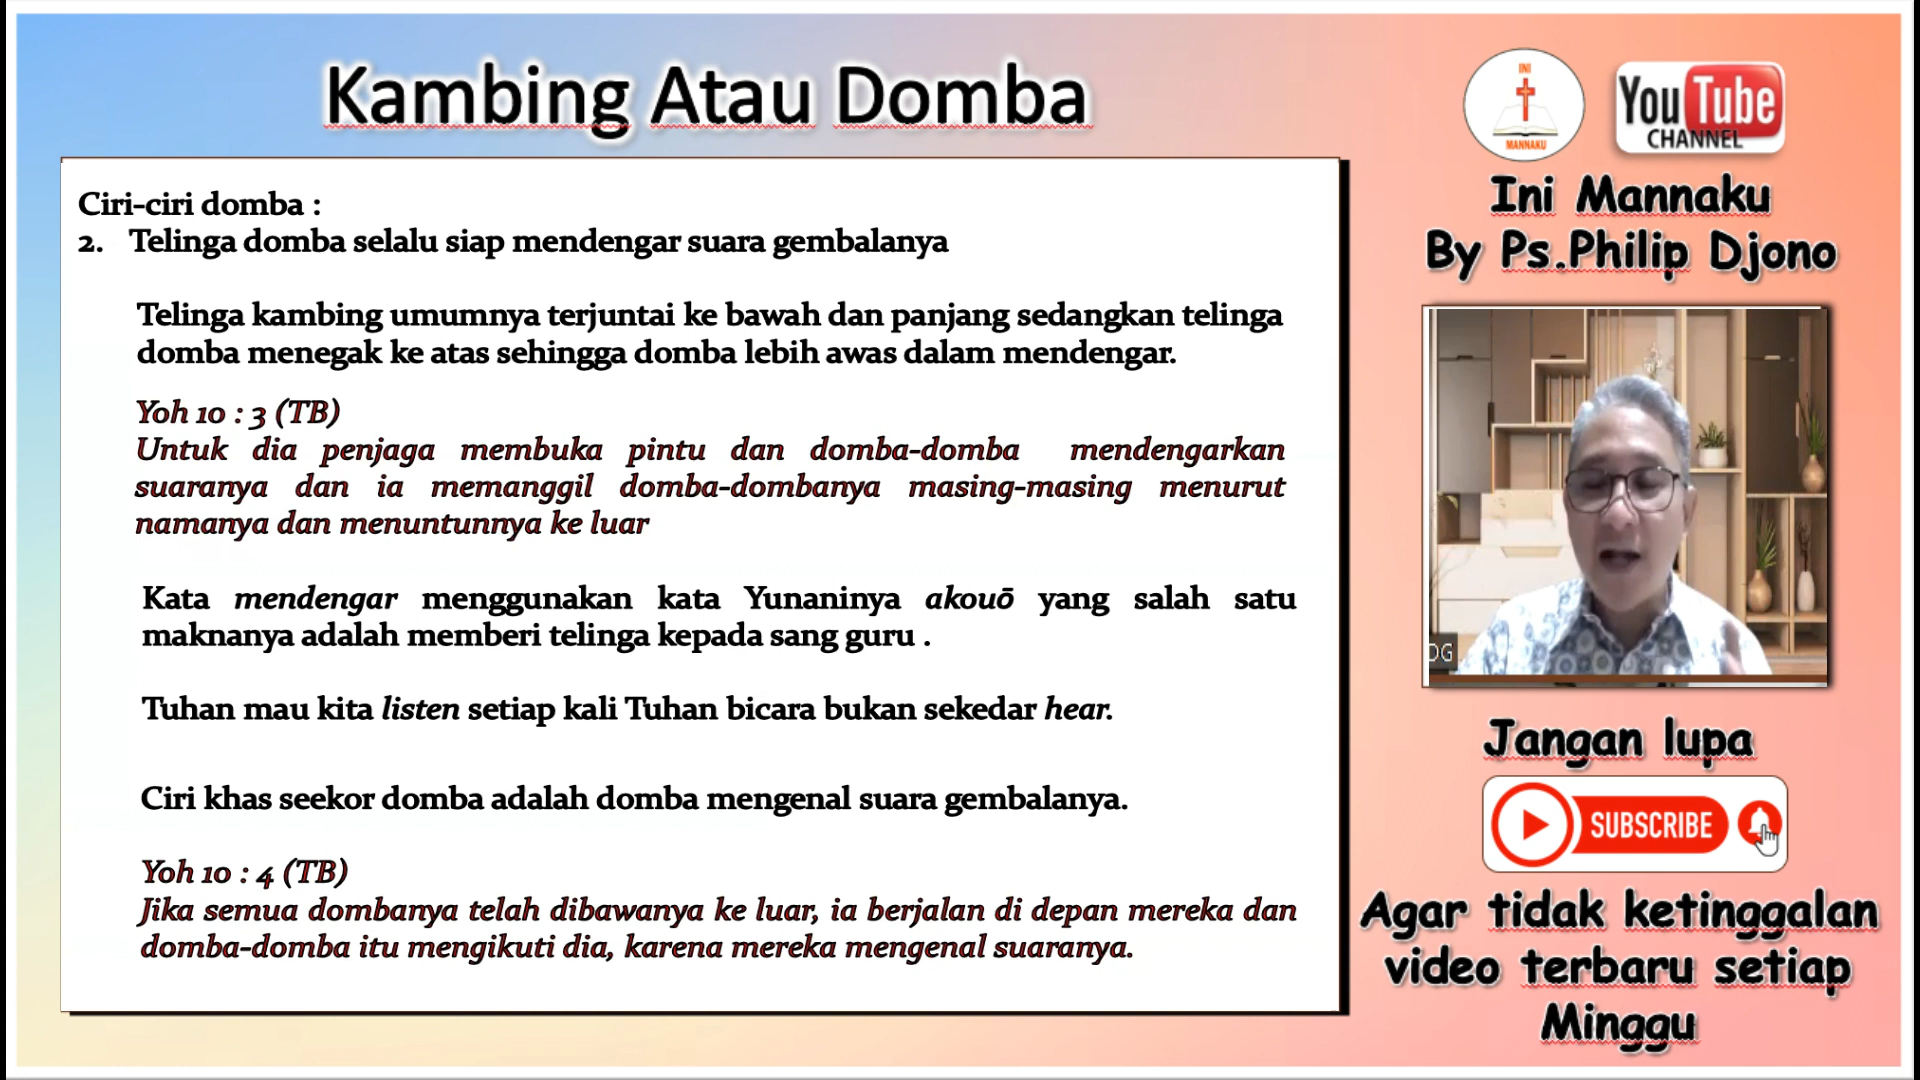 Kambing Atau Domba
Ciri-ciri domba :
2. Telinga domba selalu siap mendengar suara gembalanya
Telinga kambing umumnya terjuntai ke bawah dan panjang sedangkan telinga
domba menegak ke atas sehingga domba lebih awas dalam mendengar.
Yoh 10 : 3 (TB)
Untuk dia penjaga membuka pintu dan domba-domba mendengarkan
suaranya dan ia memanggil domba-dombanya masing-masing menurut
namanya dan menuntunnya ke luar
Kata mendengar menggunakan kata Yunaninya akouō yang salah satu
maknanya adalah memberi telinga kepada sang guru .
Tuhan mau kita listen setiap kali Tuhan bicara bukan sekedar hear.
Ciri khas seekor domba adalah domba mengenal suara gembalanya.
Yoh 10 : 4 (TB)
Jika semua dombanya telah dibawanya ke luar, ia berjalan di depan mereka dan
domba-domba itu mengikuti dia, karena mereka mengenal suaranya.
INI
MANNAKU
YouTube
CHANNEL
Ini Mannaku
By Ps.Philip Djono
DG
Jangan lupa
SUBSCRIBE
Agar tidak ketinggalan
video terbaru setiap
Minggu